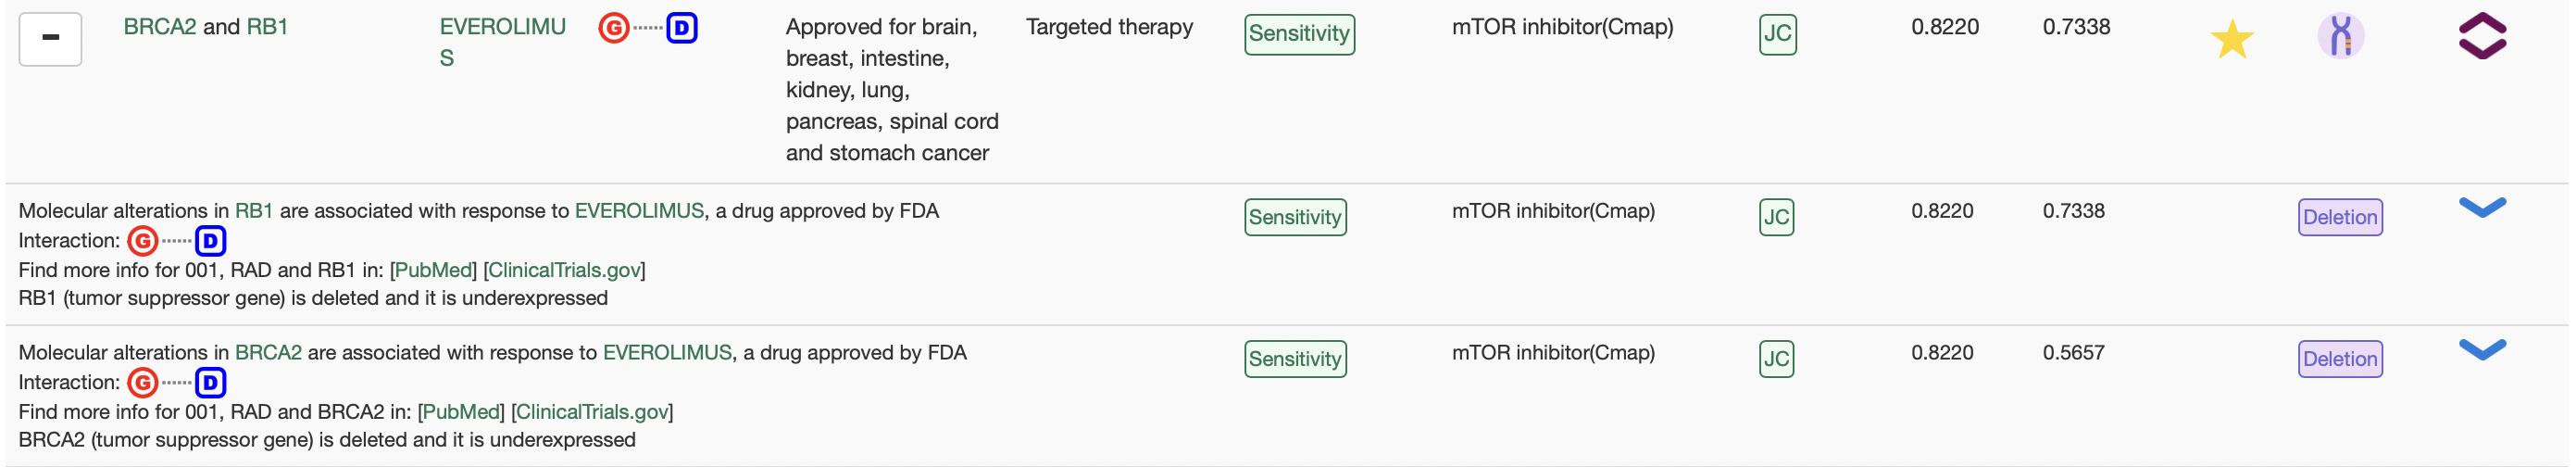 BRCA2 and RB1
EVEROLIMU
S
G D
Approved for brain,
breast, intestine,
kidney, lung,
pancreas, spinal cord
and stomach cancer
Targeted therapy
Sensitivity
mTOR inhibitor(Cmap)
JC
0.8220
0.7338
Molecular alterations in RB1 are associated with response to EVEROLIMUS, a drug approved by FDA
Interaction: G D
Find more info for 001, RAD and RB1 in: [PubMed] [ClinicalTrials.gov]
RB1 (tumor suppressor gene) is deleted and it is underexpressed
Sensitivity
mTOR inhibitor(Cmap)
JC
0.8220
0.7338
Deletion
Molecular alterations in BRCA2 are associated with response to EVEROLIMUS, a drug approved by FDA
Interaction: G D
Find more info for 001, RAD and BRCA2 in: [PubMed] [ClinicalTrials.gov]
BRCA2 (tumor suppressor gene) is deleted and it is underexpressed
Sensitivity
mTOR inhibitor(Cmap)
JC
0.8220
0.5657
Deletion